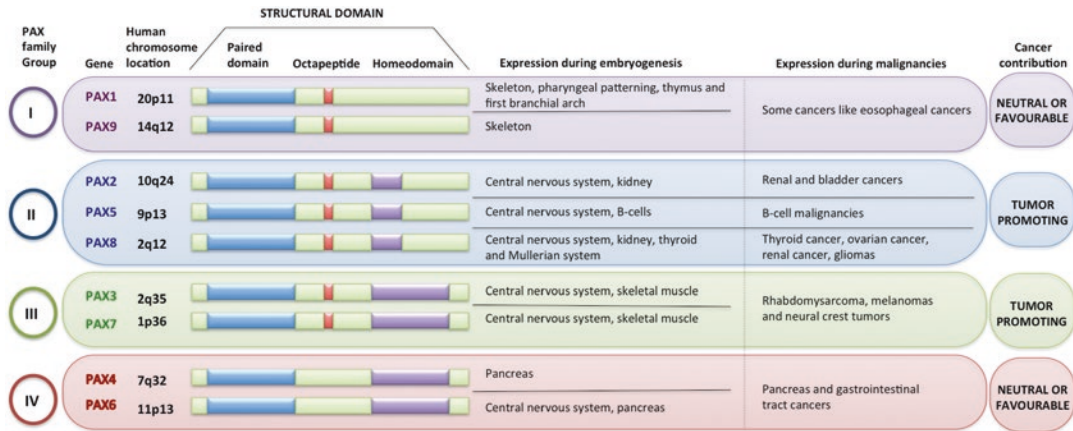 STRUCTURAL DOMAIN
PAX family Group
Gene
Human chromosome location
Paired domain
Octapeptide
Homeodomain
Expression during embryogenesis
Expression during malignancies
Cancer contribution
I
PAX1 20p11
Skeleton, pharyngeal patterning, thymus and
first branchial arch
PAX9 14q12
Skeleton
Some cancers like eosophageal cancers
NEUTRAL OR
FAVOURABLE
II
PAX2 10q24
Central nervous system, kidney
Renal and bladder cancers
PAX5 9p13
Central nervous system, B-cells
B-cell malignancies
PAX8 2q12
Central nervous system, kidney, thyroid
and Mullerian system
Thyroid cancer, ovarian cancer,
renal cancer, gliomas
TUMOR
PROMOTING
III
PAX3 2q35
Central nervous system, skeletal muscle
PAX7 1p36
Central nervous system, skeletal muscle
Rhabdomysarcoma, melanomas
and neural crest tumors
TUMOR
PROMOTING
IV
PAX4 7q32
Pancreas
PAX6 11p13
Central nervous system, pancreas
Pancreas and gastrointestinal
tract cancers
NEUTRAL OR
FAVOURABLE